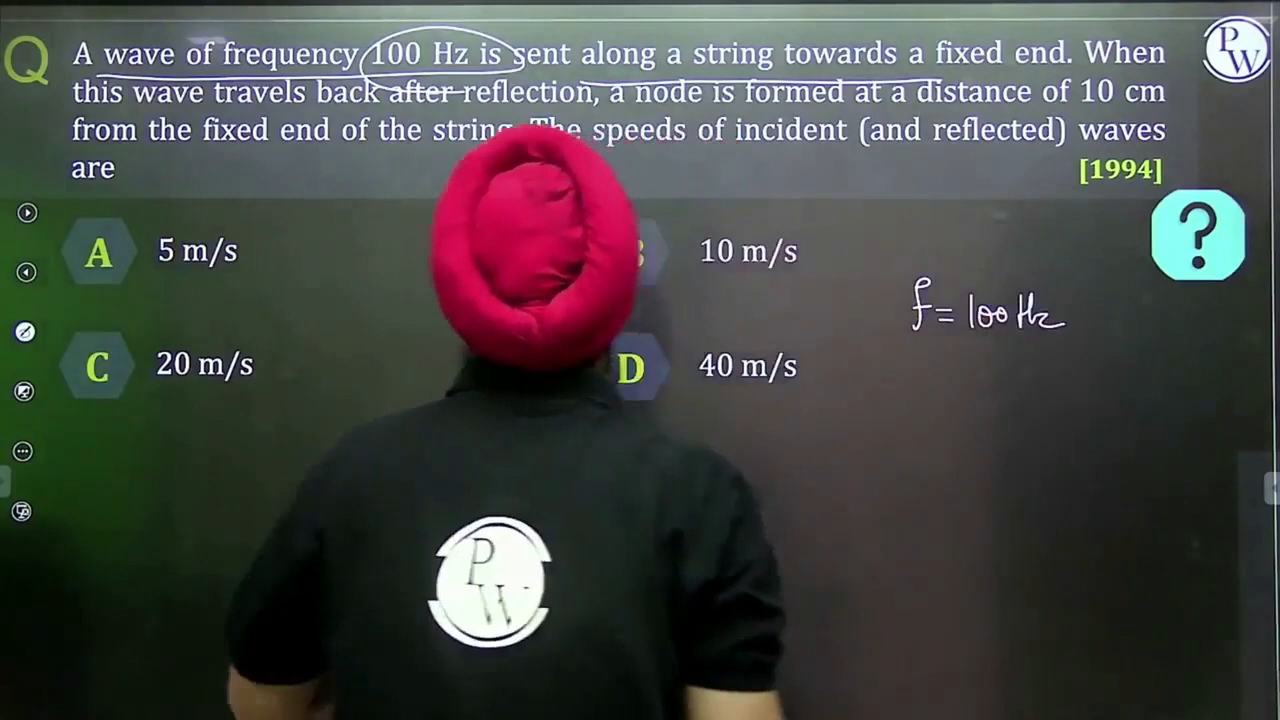 Q
A wave of frequency 100 Hz is sent along a string towards a fixed end. When
this wave travels back after reflection, a node is formed at a distance of 10 cm
from the fixed end of the string. The speeds of incident (and reflected) waves
are [1994]
A 5 m/s
10 m/s
C 20 m/s
D 40 m/s
?
f = 100 Hz
PW
PW